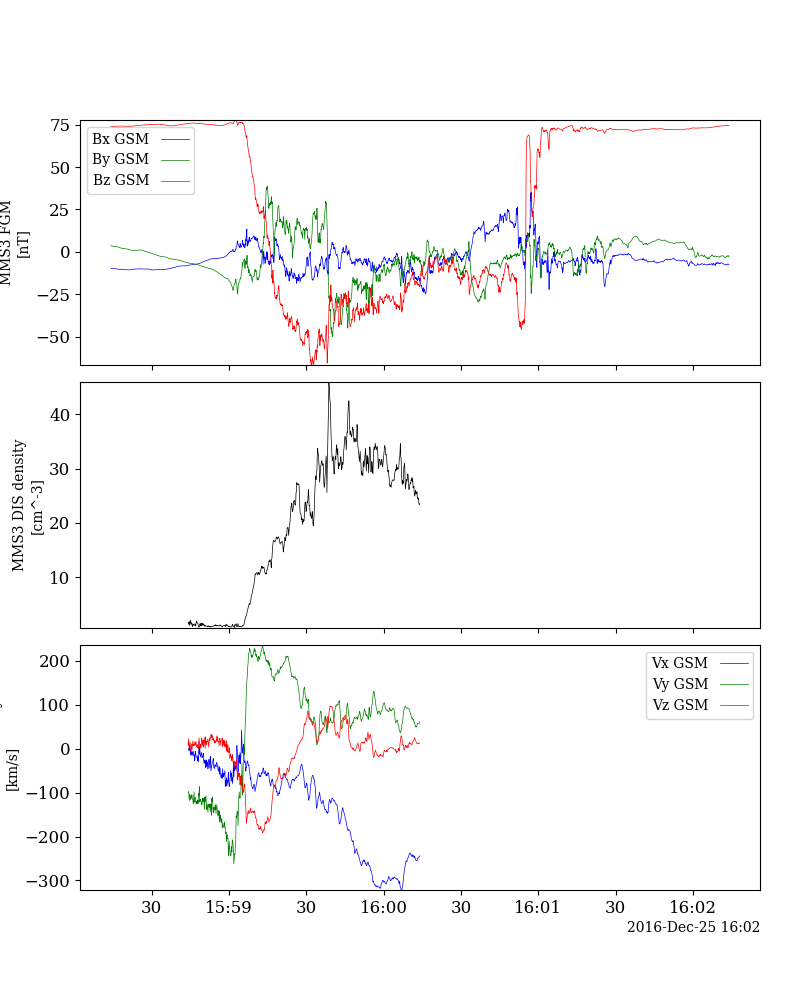 75
50
25
0
−25
−50
MMS3 FGM
[nT]
Bx GSM
By GSM
Bz GSM
40
30
20
10
MMS3 DIS density
[cm^-3]
200
100
0
−100
−200
−300
[km/s]
Vx GSM
Vy GSM
Vz GSM
30 15:59 30 16:00 30 16:01 30 16:02
2016-Dec-25 16:02